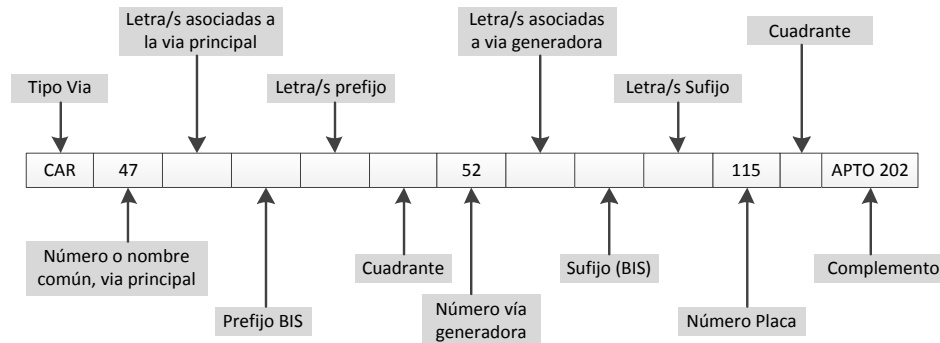 Letra/s asociadas a
la via principal
Letra/s asociadas
a via generadora
Cuadrante
Tipo Via
Letra/s prefijo
Letra/s Sufijo
CAR 47 52 115 APTO 202
Número o nombre
común, via principal
Cuadrante
Sufijo (BIS)
Complemento
Prefijo BIS
Número vía
generadora
Número Placa